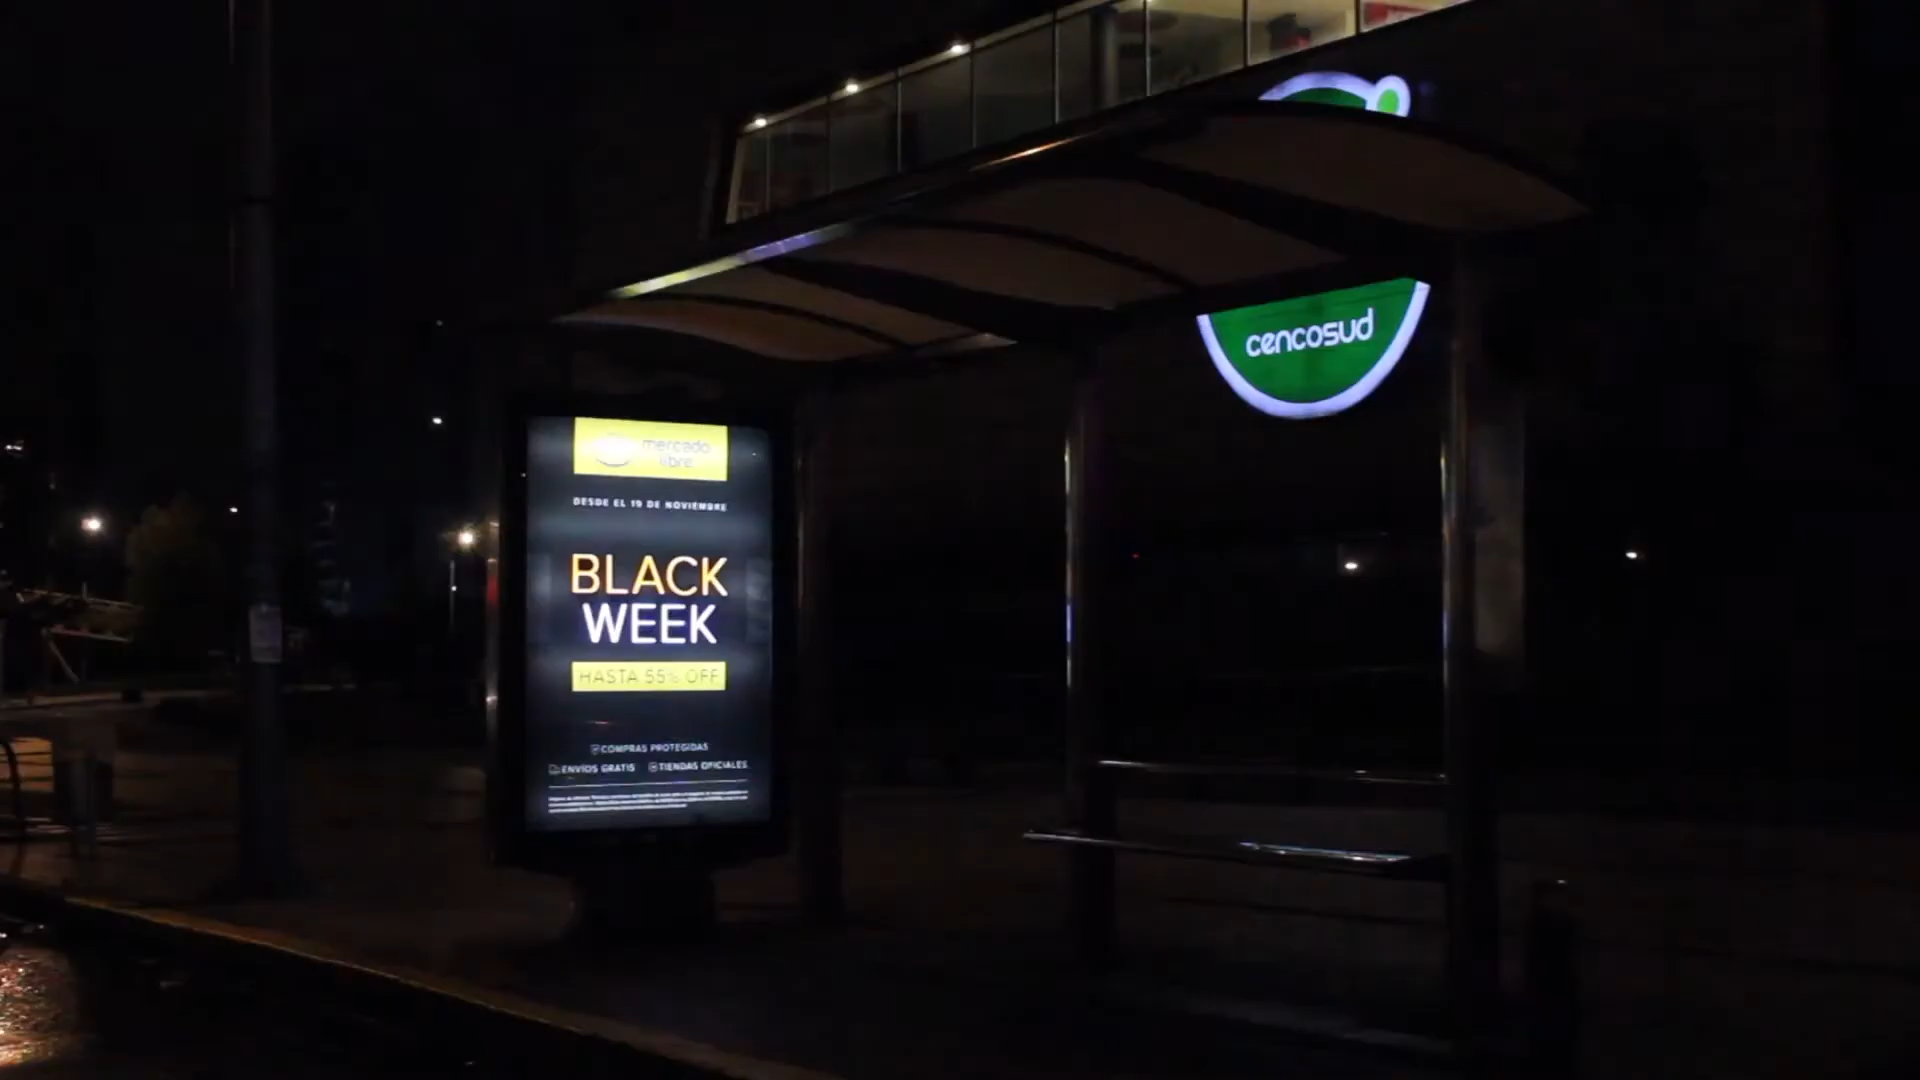 cencosud
mercado
libre
DESDE EL 19 DE NOVIEMBRE
BLACK
WEEK
HASTA 55% OFF
COMPRAS PROTEGIDAS
ENVÍOS GRATIS TIENDAS OFICIALES